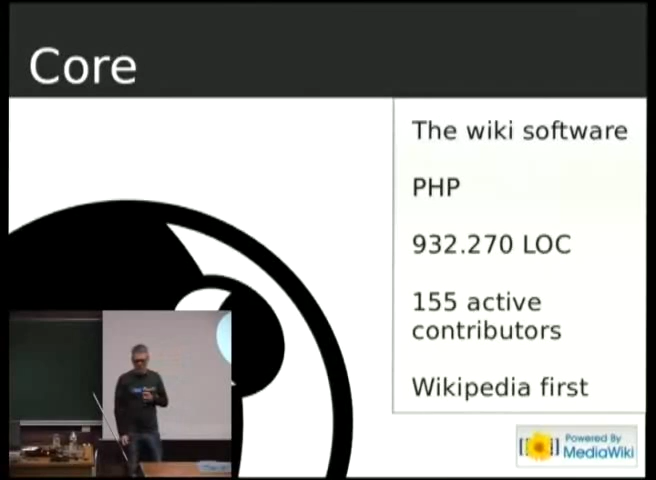 Core
The wiki software
PHP
932.270 LOC
155 active
contributors
Wikipedia first
Powered By
MediaWiki